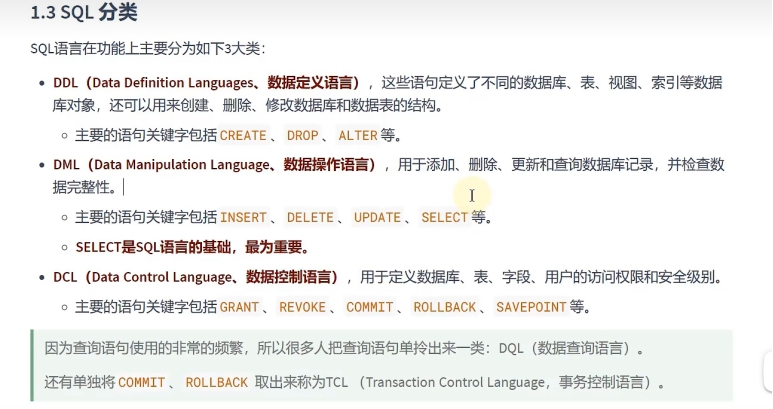 1.3 SQL 分类
SQL语言在功能上主要分为如下3大类：
• DDL（Data Definition Languages、数据定义语言），这些语句定义了不同的数据库、表、视图、索引等数
据库对象，还可以用来创建、删除、修改数据库和数据表的结构。
◦ 主要的语句关键字包括 CREATE 、 DROP 、 ALTER 等。
• DML（Data Manipulation Language、数据操作语言），用于添加、删除、更新和查询数据库记录，并检查数
据完整性。
◦ 主要的语句关键字包括 INSERT 、 DELETE 、 UPDATE 、 SELECT 等。
◦ SELECT是SQL语言的基础，最为重要。
• DCL（Data Control Language、数据控制语言），用于定义数据库、表、字段、用户的访问权限和安全级别。
◦ 主要的语句关键字包括 GRANT 、 REVOKE 、 COMMIT 、 ROLLBACK 、 SAVEPOINT 等。
因为查询语句使用的非常的频繁，所以很多人把查询语句单拎出来一类：DQL（数据查询语言）。
还有单独将 COMMIT 、 ROLLBACK 取出来称为TCL （Transaction Control Language，事务控制语言）。